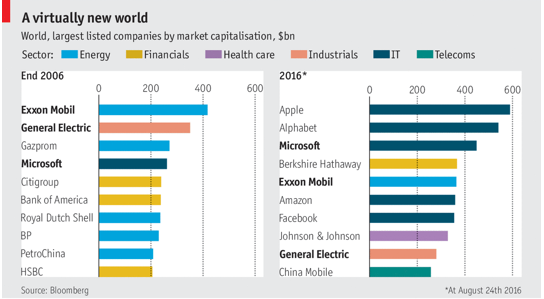 A virtually new world
World, largest listed companies by market capitalisation, $bn
Sector: Energy Financials Health care Industrials IT Telecoms
End 2006
0 200 400 600
Exxon Mobil
General Electric
Gazprom
Microsoft
Citigroup
Bank of America
Royal Dutch Shell
BP
PetroChina
HSBC
2016*
0 200 400 600
Apple
Alphabet
Microsoft
Berkshire Hathaway
Exxon Mobil
Amazon
Facebook
Johnson & Johnson
General Electric
China Mobile
Source: Bloomberg
*At August 24th 2016